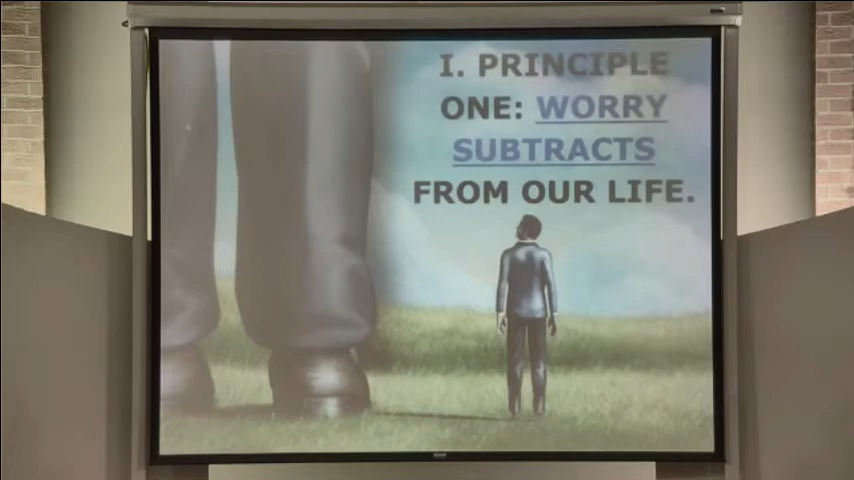 I. PRINCIPLE
ONE: WORRY
SUBTRACTS
FROM OUR LIFE.